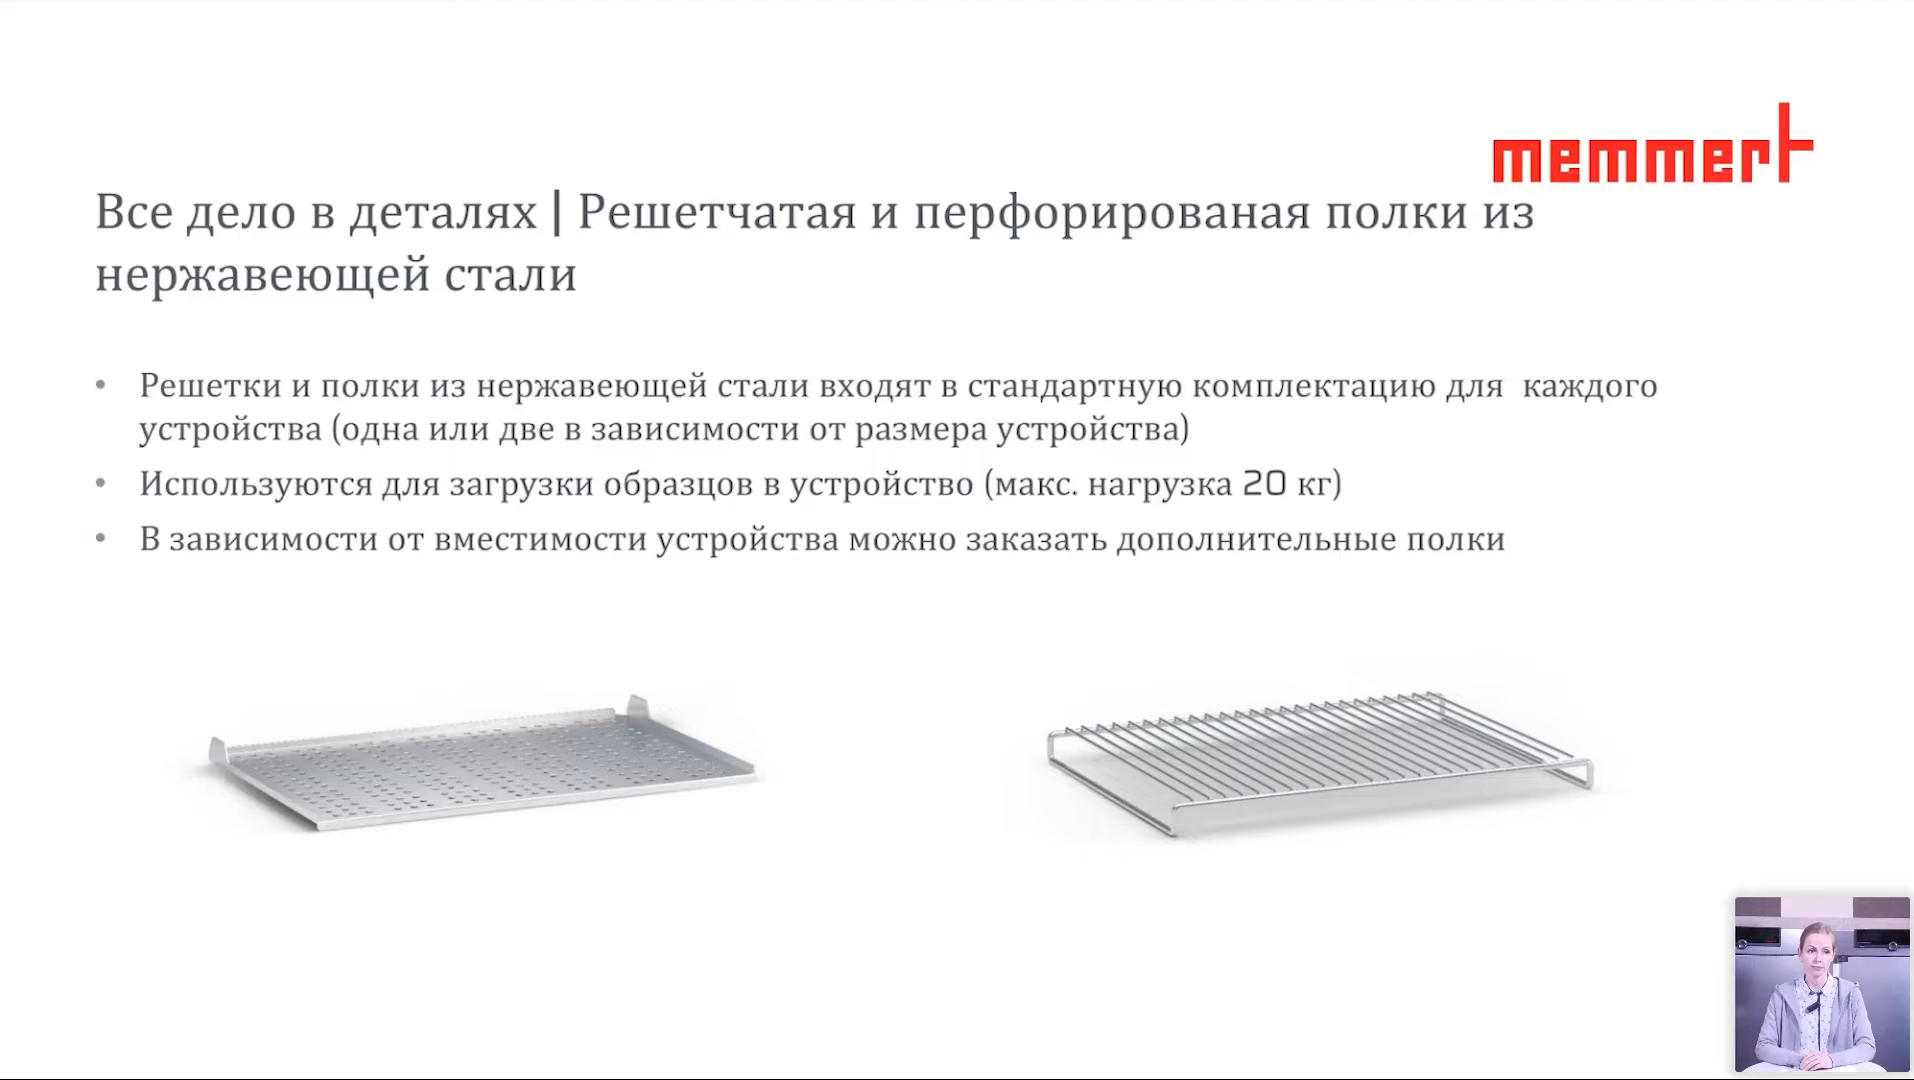 memmert
Все дело в деталях | Решетчатая и перфорированая полки из
нержавеющей стали
• Решетки и полки из нержавеющей стали входят в стандартную комплектацию для каждого
устройства (одна или две в зависимости от размера устройства)
• Используются для загрузки образцов в устройство (макс. нагрузка 20 кг)
• В зависимости от вместимости устройства можно заказать дополнительные полки